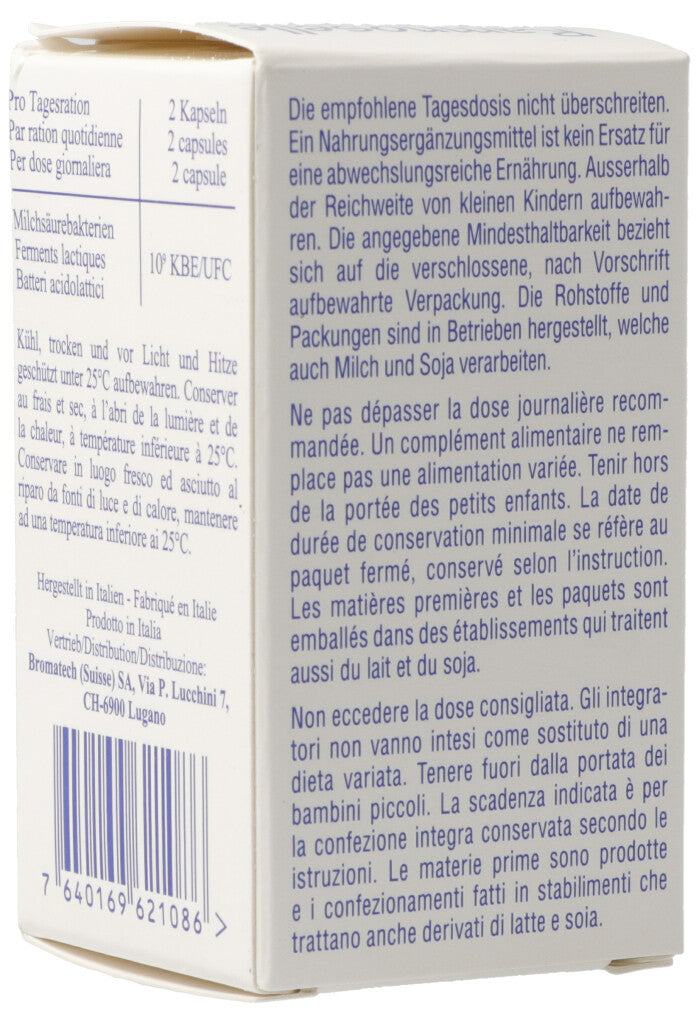 Pro Tagesration
Par ration quotidienne
Per dose giornaliera
2 Kapseln
2 capsules
2 capsule
Milchsäurebakterien
Ferments lactiques
Batteri acidolattici
10⁹ KBE/UFC
Kühl, trocken und vor Licht und Hitze
geschützt unter 25°C aufbewahren. Conserver
au frais et sec, à l'abri de la lumière et de
la chaleur, à température inférieure à 25°C.
Conservare in luogo fresco ed asciutto al
riparo da fonti di luce e di calore, mantenere
ad una temperatura inferiore ai 25°C.
Hergestellt in Italien - Fabriqué en Italie
Prodotto in Italia
Vertrieb/Distribution/Distribuzione:
Bromatech (Suisse) SA, Via P. Lucchini 7,
CH-6900 Lugano
7 640169 621086 >
Die empfohlene Tagesdosis nicht überschreiten.
Ein Nahrungsergänzungsmittel ist kein Ersatz für
eine abwechslungsreiche Ernährung. Ausserhalb
der Reichweite von kleinen Kindern aufbewah-
ren. Die angegebene Mindesthaltbarkeit bezieht
sich auf die verschlossene, nach Vorschrift
aufbewahrte Verpackung. Die Rohstoffe und
Packungen sind in Betrieben hergestellt, welche
auch Milch und Soja verarbeiten.
Ne pas dépasser la dose journalière recom-
mandée. Un complément alimentaire ne rem-
place pas une alimentation variée. Tenir hors
de la portée des petits enfants. La date de
durée de conservation minimale se réfère au
paquet fermé, conservé selon l'instruction.
Les matières premières et les paquets sont
emballés dans des établissements qui traitent
aussi du lait et du soja.
Non eccedere la dose consigliata. Gli integra-
tori non vanno intesi come sostituto di una
dieta variata. Tenere fuori dalla portata dei
bambini piccoli. La scadenza indicata è per
la confezione integra conservata secondo le
istruzioni. Le materie prime sono prodotte
e i confezionamenti fatti in stabilimenti che
trattano anche derivati di latte e soia.